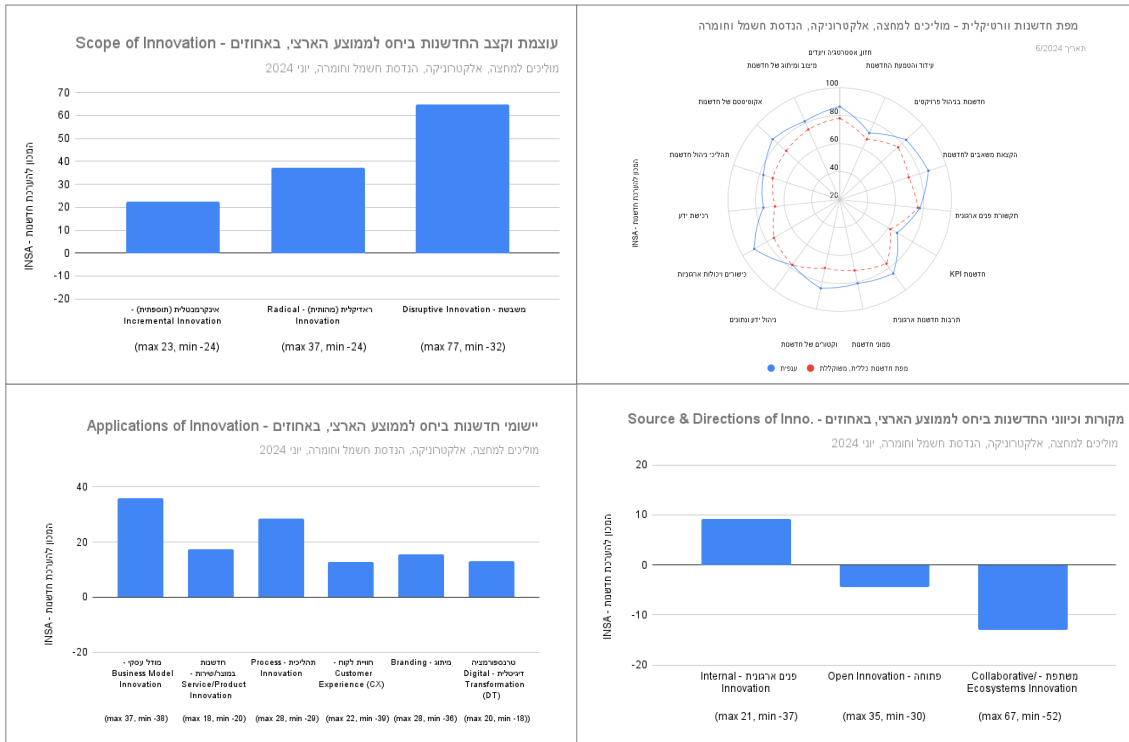 עוצמת וקצב החדשנות ביחס לממוצע הארצי, באחוזים - Scope of Innovation
מוליכים למחצה, אלקטרוניקה, הנדסת חשמל וחומרה, יוני 2024
המכון להערכת חדשנות - INSA
70
60
50
40
30
20
10
0
-10
-20
אינקרמנטלית (תוספתית) -
Incremental Innovation
(max 23, min -24)
ראדיקלית (מהותית) - Radical
Innovation
(max 37, min -24)
משבשת - Disruptive Innovation
(max 77, min -32)
מפת חדשנות וורטיקלית - מוליכים למחצה, אלקטרוניקה, הנדסת חשמל וחומרה
תאריך 6/2024
המכון להערכת חדשנות - INSA
חזון, אסטרטגיה ויעדים
עידוד והטמעת החדשנות
חדשנות בניהול פרויקטים
הקצאת משאבים לחדשנות
תקשורת פנים ארגונית
חדשנות KPI
תרבות חדשנות ארגונית
ממוני חדשנות
וקטורים של חדשנות
ניהול ידע ונתונים
כישורים ויכולות ארגוניות
רכישת ידע
תהליכי ניהול חדשנות
אקוסיסטם של חדשנות
מיצוב ומיתוג של חדשנות
100
80
60
40
20
ענפית
מפת חדשנות כללית, משוקללת
יישומי חדשנות ביחס לממוצע הארצי, באחוזים - Applications of Innovation
מוליכים למחצה, אלקטרוניקה, הנדסת חשמל וחומרה, יוני 2024
המכון להערכת חדשנות - INSA
40
20
0
-20
מודל עסקי -
Business Model
Innovation
(max 37, min -38)
חדשנות
במוצר/שירות -
Service/Product
Innovation
(max 18, min -20)
תהליכית - Process
Innovation
(max 28, min -29)
חוויית לקוח -
Customer
Experience (CX)
(max 22, min -39)
מיתוג - Branding
(max 28, min -36)
טרנספורמציה
דיגיטלית - Digital
Transformation
(DT)
(max 20, min -18))
מקורות וכיווני החדשנות ביחס לממוצע הארצי, באחוזים - .Source & Directions of Inno
מוליכים למחצה, אלקטרוניקה, הנדסת חשמל וחומרה, יוני 2024
המכון להערכת חדשנות - INSA
20
10
0
-10
-20
פנים ארגונית - Internal
Innovation
(max 21, min -37)
פתוחה - Open Innovation
(max 35, min -30)
משתפת - Collaborative/
Ecosystems Innovation
(max 67, min -52)